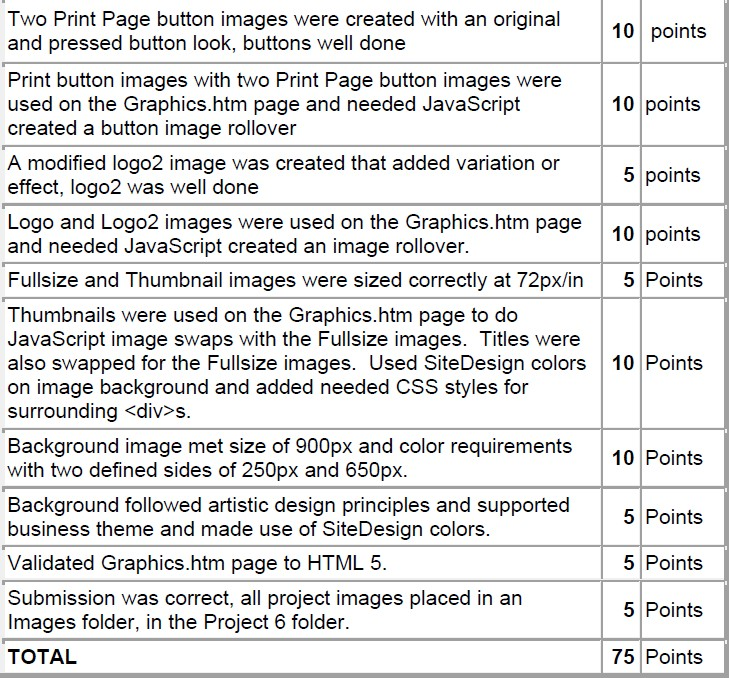 Two Print Page button images were created with an original
and pressed button look, buttons well done
10 points
Print button images with two Print Page button images were
used on the Graphics.htm page and needed JavaScript
created a button image rollover
10 points
A modified logo2 image was created that added variation or
effect, logo2 was well done
5 points
Logo and Logo2 images were used on the Graphics.htm page
and needed JavaScript created an image rollover.
10 points
Fullsize and Thumbnail images were sized correctly at 72px/in
5 Points
Thumbnails were used on the Graphics.htm page to do
JavaScript image swaps with the Fullsize images. Titles were
also swapped for the Fullsize images. Used SiteDesign colors
on image background and added needed CSS styles for
surrounding <div>s.
10 Points
Background image met size of 900px and color requirements
with two defined sides of 250px and 650px.
10 Points
Background followed artistic design principles and supported
business theme and made use of SiteDesign colors.
5 Points
Validated Graphics.htm page to HTML 5.
5 Points
Submission was correct, all project images placed in an
Images folder, in the Project 6 folder.
5 Points
TOTAL
75 Points